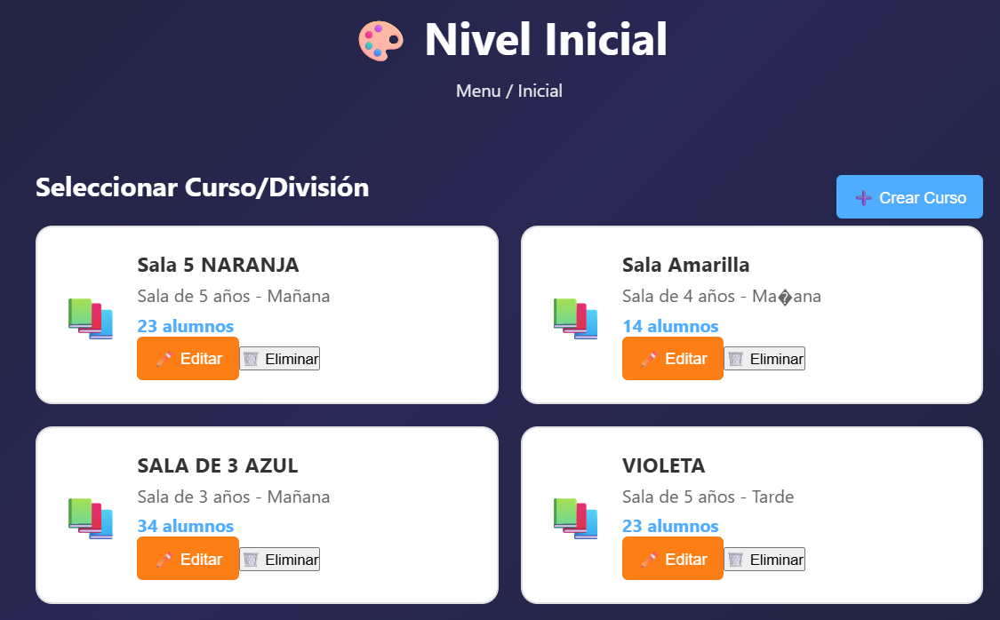 Nivel Inicial
Menu / Inicial
Seleccionar Curso/División
Crear Curso
Sala 5 NARANJA
Sala de 5 años - Mañana
23 alumnos
Editar Eliminar
Sala Amarilla
Sala de 4 años - Ma�ana
14 alumnos
Editar Eliminar
SALA DE 3 AZUL
Sala de 3 años - Mañana
34 alumnos
Editar Eliminar
VIOLETA
Sala de 5 años - Tarde
23 alumnos
Editar Eliminar